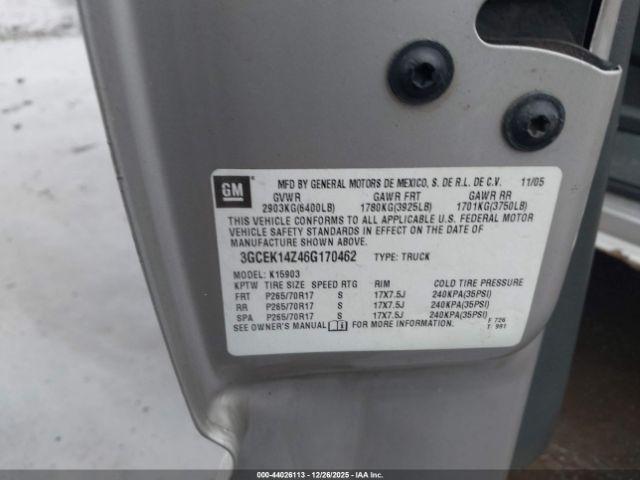 GM
MFD BY GENERAL MOTORS DE MEXICO, S. DE R.L. DE C.V. 11/05
GVWR GAWR FRT GAWR RR
2903KG(6400LB) 1780KG(3925LB) 1701KG(3750LB)
THIS VEHICLE CONFORMS TO ALL APPLICABLE U.S. FEDERAL MOTOR
VEHICLE SAFETY STANDARDS IN EFFECT ON THE DATE OF
MANUFACTURE SHOWN ABOVE.
3GCEK14Z46G170462 TYPE: TRUCK
MODEL: K15903
KPTW TIRE SIZE SPEED RTG RIM COLD TIRE PRESSURE
FRT P265/70R17 S 17X7.5J 240KPA(35PSI)
RR P265/70R17 S 17X7.5J 240KPA(35PSI)
SPA P265/70R17 S 17X7.5J 240KPA(35PSI)
SEE OWNER'S MANUAL FOR MORE INFORMATION. F 726
T: 991
000-44026113 | 12/26/2025 | IAAI.COM